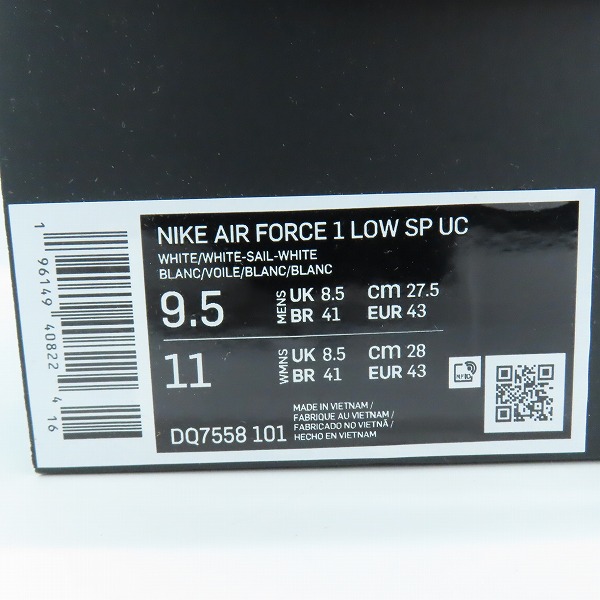 NIKE AIR FORCE 1 LOW SP UC
WHITE/WHITE-SAIL-WHITE
BLANC/VOILE/BLANC/BLANC
9.5 MENS UK 8.5 cm 27.5
BR 41 EUR 43
11 WMNS UK 8.5 cm 28
BR 41 EUR 43
DQ7558 101
MADE IN VIETNAM /
FABRIQUE AU VIETNAM /
FABRICADO NO VIETNÃ /
HECHO EN VIETNAM
1 96149 40822 4 16